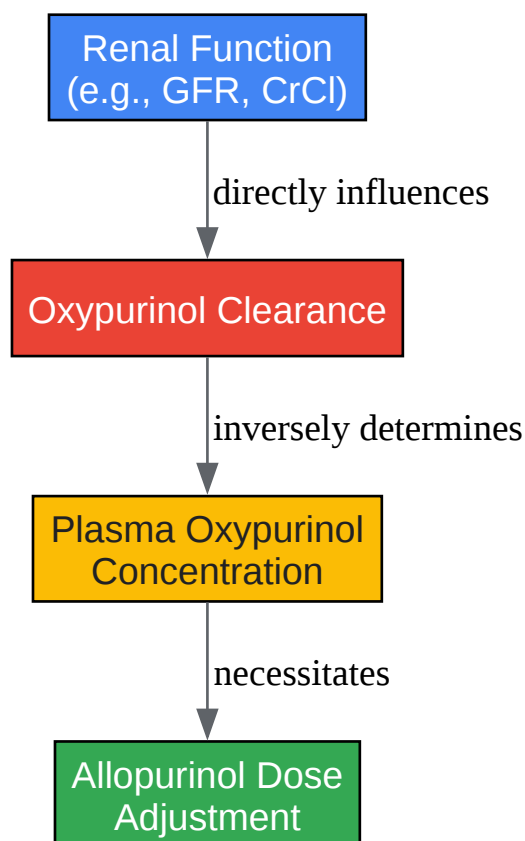 Renal Function
(e.g., GFR, CrCl)
directly influences
Oxypurinol Clearance
inversely determines
Plasma Oxypurinol
Concentration
necessitates
Allopurinol Dose
Adjustment